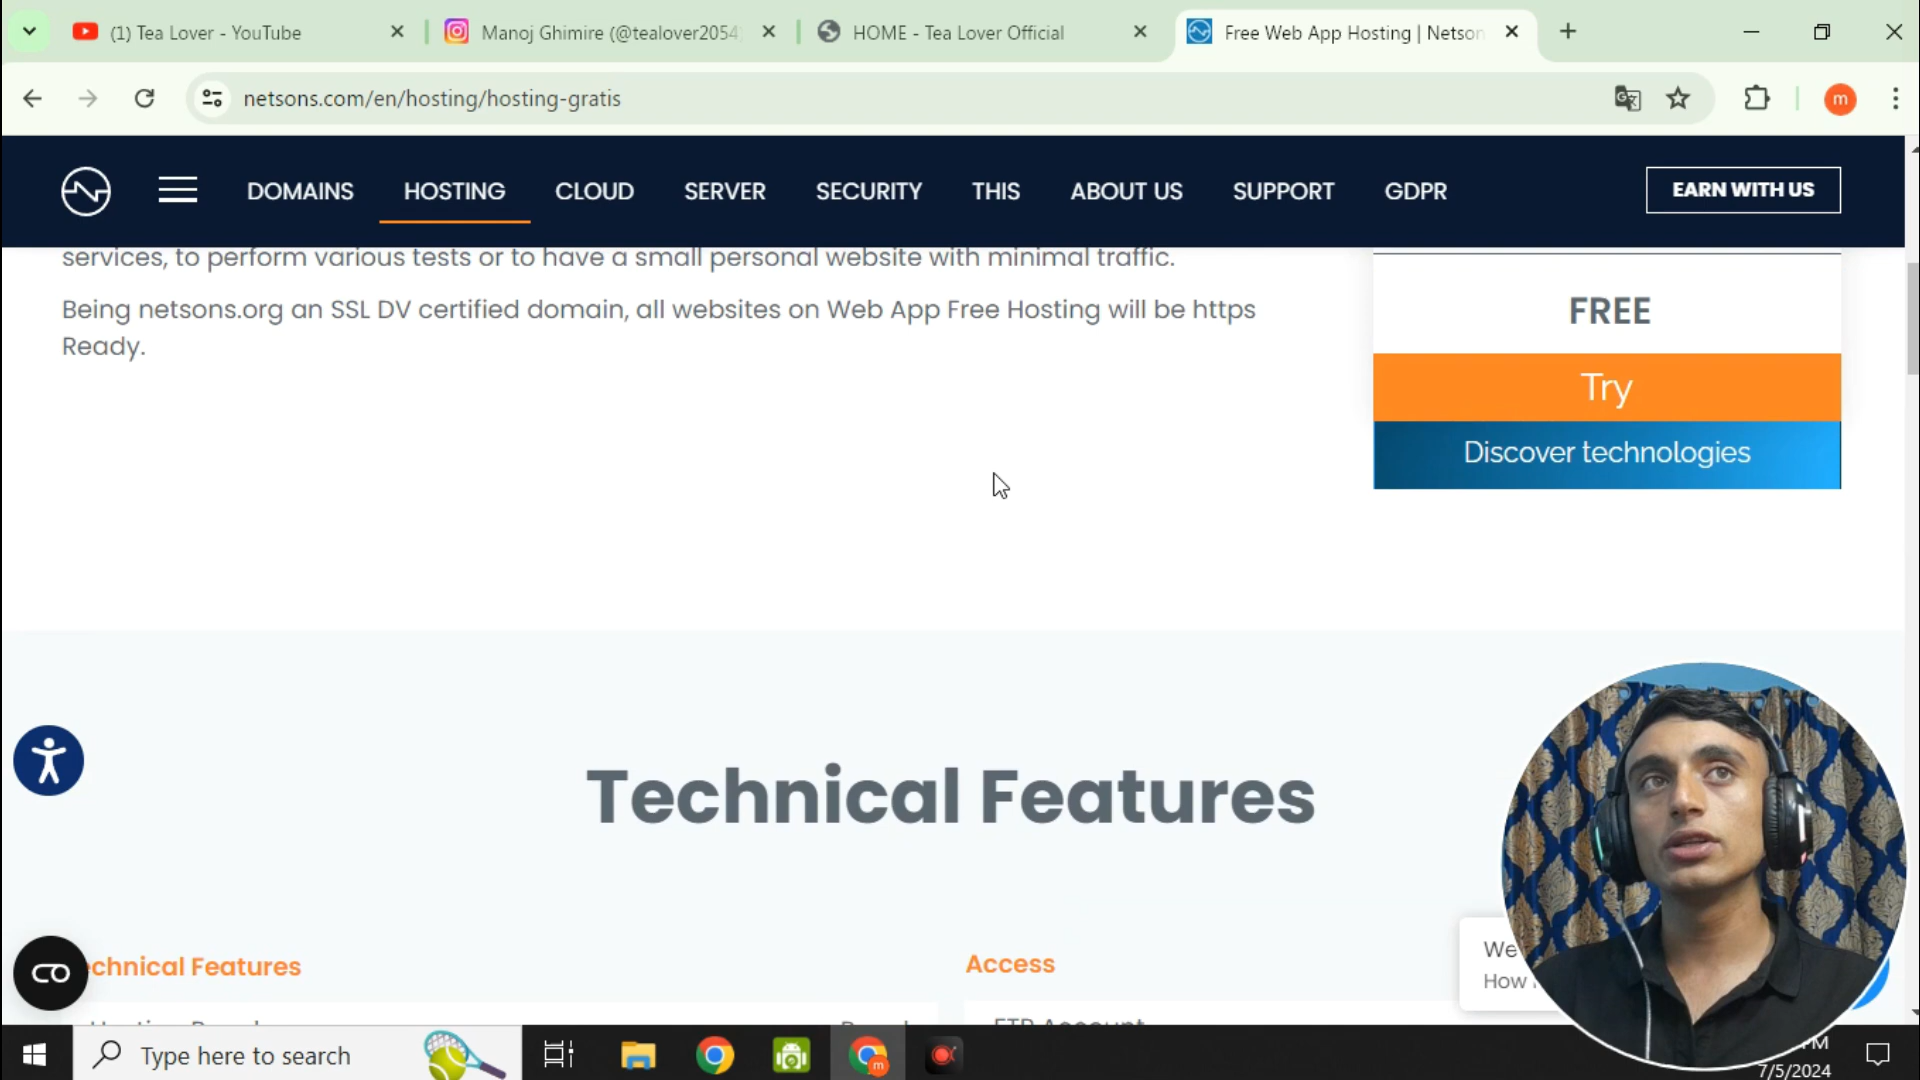 (1) Tea Lover - YouTube
Manoj Ghimire (@tealover2054
HOME - Tea Lover Official
Free Web App Hosting | Netson
netsons.com/en/hosting/hosting-gratis
m
DOMAINS
HOSTING
CLOUD
SERVER
SECURITY
THIS
ABOUT US
SUPPORT
GDPR
EARN WITH US
services, to perform various tests or to have a small personal website with minimal traffic.
Being netsons.org an SSL DV certified domain, all websites on Web App Free Hosting will be https
Ready.
FREE
Try
Discover technologies
Technical Features
echnical Features
Access
FTP Account
We
How
Type here to search
PM
7/5/2024